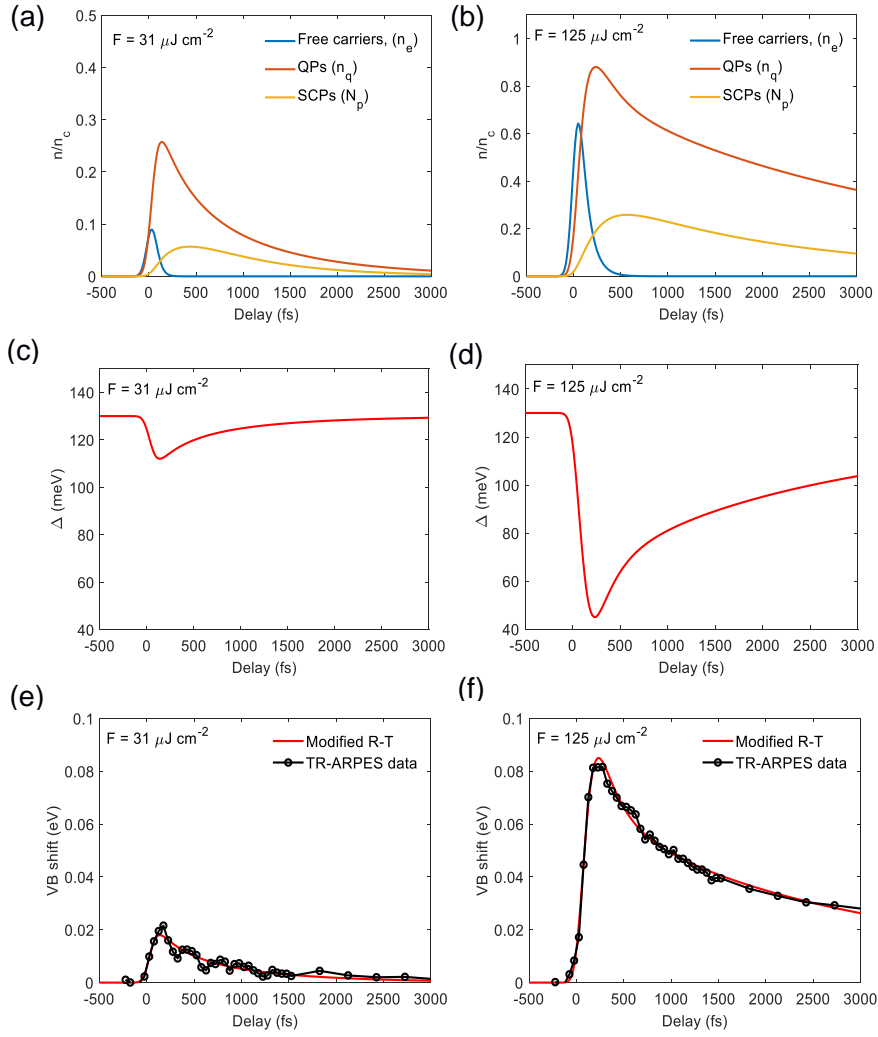 (a)
F = 31 μJ cm-2
Free carriers, (ne)
QPs (nq)
SCPs (Np)
n/nc
0.5
0.4
0.3
0.2
0.1
0
-500 0 500 1000 1500 2000 2500 3000
Delay (fs)
(b)
F = 125 μJ cm-2
Free carriers, (ne)
QPs (nq)
SCPs (Np)
n/nc
1
0.8
0.6
0.4
0.2
0
-500 0 500 1000 1500 2000 2500 3000
Delay (fs)
(c)
F = 31 μJ cm-2
Δ (meV)
140
120
100
80
60
40
-500 0 500 1000 1500 2000 2500 3000
Delay (fs)
(d)
F = 125 μJ cm-2
Δ (meV)
140
120
100
80
60
40
-500 0 500 1000 1500 2000 2500 3000
Delay (fs)
(e)
F = 31 μJ cm-2
Modified R-T
TR-ARPES data
VB shift (eV)
0.1
0.08
0.06
0.04
0.02
0
-500 0 500 1000 1500 2000 2500 3000
Delay (fs)
(f)
F = 125 μJ cm-2
Modified R-T
TR-ARPES data
VB shift (eV)
0.1
0.08
0.06
0.04
0.02
0
-500 0 500 1000 1500 2000 2500 3000
Delay (fs)